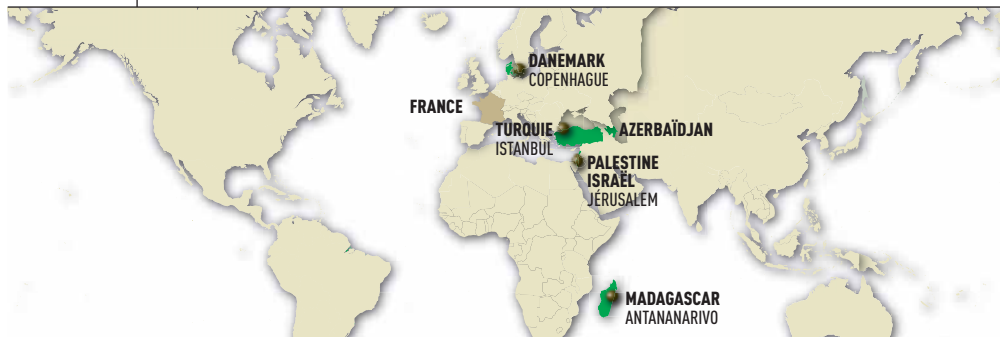 DANEMARK
COPENHAGUE
FRANCE
TURQUIE
ISTANBUL
AZERBAÏDJAN
PALESTINE
ISRAËL
JÉRUSALEM
MADAGASCAR
ANTANANARIVO